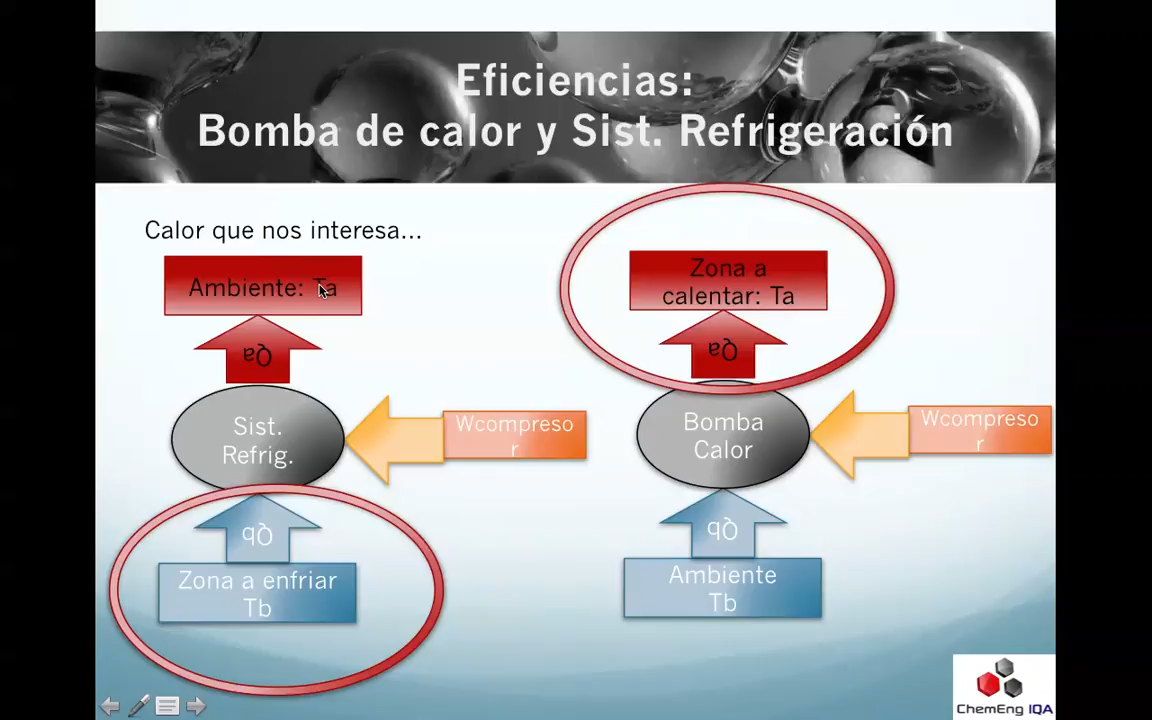 Eficiencias:
Bomba de calor y Sist. Refrigeración
Calor que nos interesa...
Ambiente: Ta
Qa
Sist.
Refrig.
Wcompreso
r
Qb
Zona a enfriar
Tb
Zona a
calentar: Ta
Qa
Bomba
Calor
Wcompreso
r
Qb
Ambiente
Tb
ChemEng IQA